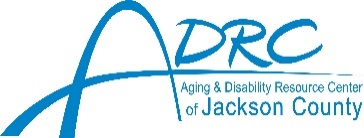 ADRC
Aging & Disability Resource Center
of Jackson County